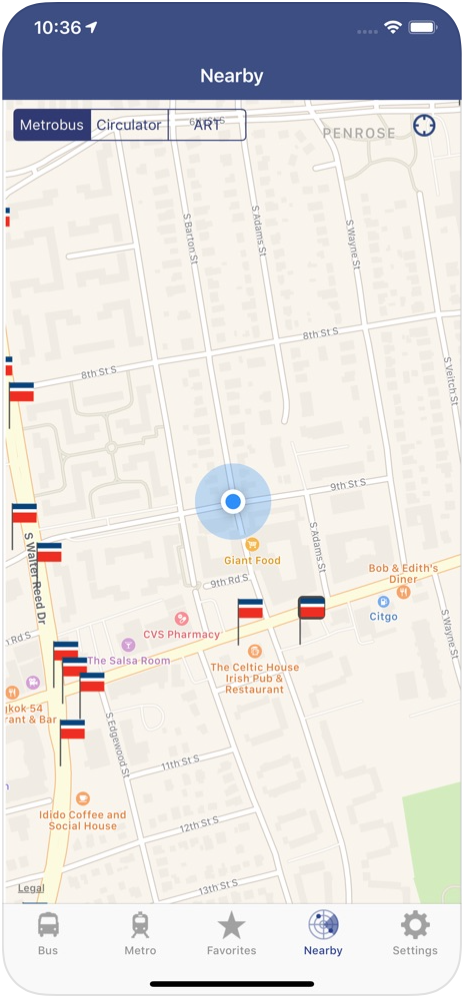 10:36
Nearby
Metrobus
Circulator
ART
PENROSE
S Barton St
S Adams St
S Wayne St
8th St S
8th St S
S Veitch St
9th St S
S Adams St
Giant Food
S Walter Reed Dr
9th Rd S
Bob & Edith's
Diner
Citgo
CVS Pharmacy
S Wayne St
Rd S
The Salsa Room
The Celtic House
Irish Pub &
Restaurant
gkok 54
rant & Bar
S Edgewood St
11th St S
Idido Coffee and
Social House
12th St S
13th St S
Legal
Bus
Metro
Favorites
Nearby
Settings